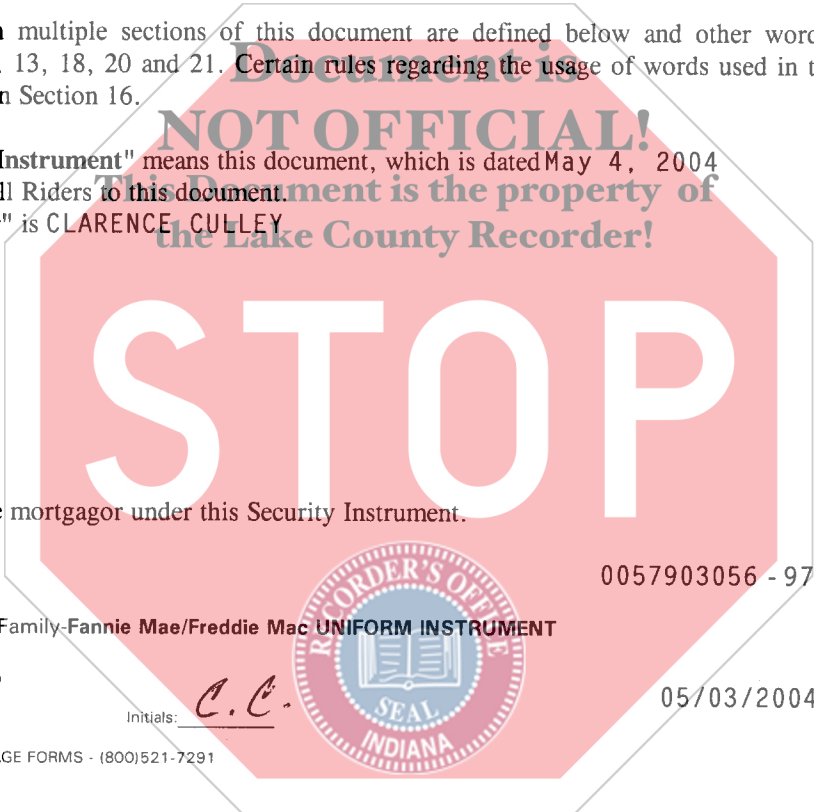 multiple sections of this document are defined below and other
13, 18, 20 and 21. Certain rules regarding the usage of words used in
Section 16.
Document is
NOT OFFICIAL!
Instrument" means this document, which is dated May 4, 2004
Riders to this document.
This Document is the property of
" is CLARENCE CULLEY
the Lake County Recorder!
STOP
mortgagor under this Security Instrument.
0057903056 - 97
Family-Fannie Mae/Freddie Mac UNIFORM INSTRUMENT
RECORDER'S OFFICE
SEAL
INDIANA
Initials: C. C.
05/03/2004
FORMS - (800)521-7291